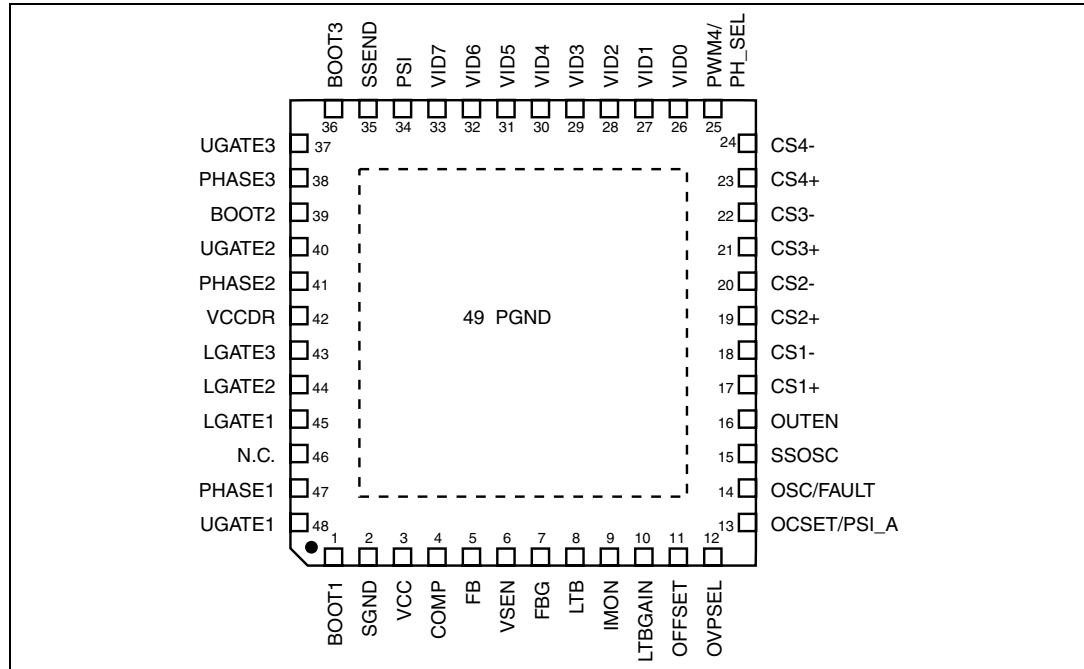 BOOT3
SSEND
PSI
VID7
VID6
VID5
VID4
VID3
VID2
VID1
VID0
PWM4/
PH_SEL
36 35 34 33 32 31 30 29 28 27 26 25
UGATE3 37
PHASE3 38
BOOT2 39
UGATE2 40
PHASE2 41
VCCDR 42
LGATE3 43
LGATE2 44
LGATE1 45
N.C. 46
PHASE1 47
UGATE1 48
49 PGND
24 CS4-
23 CS4+
22 CS3-
21 CS3+
20 CS2-
19 CS2+
18 CS1-
17 CS1+
16 OUTEN
15 SSOSC
14 OSC/FAULT
13 OCSET/PSI_A
1 2 3 4 5 6 7 8 9 10 11 12
BOOT1
SGND
VCC
COMP
FB
VSEN
FBG
LTB
IMON
LTBGAIN
OFFSET
OVPSEL